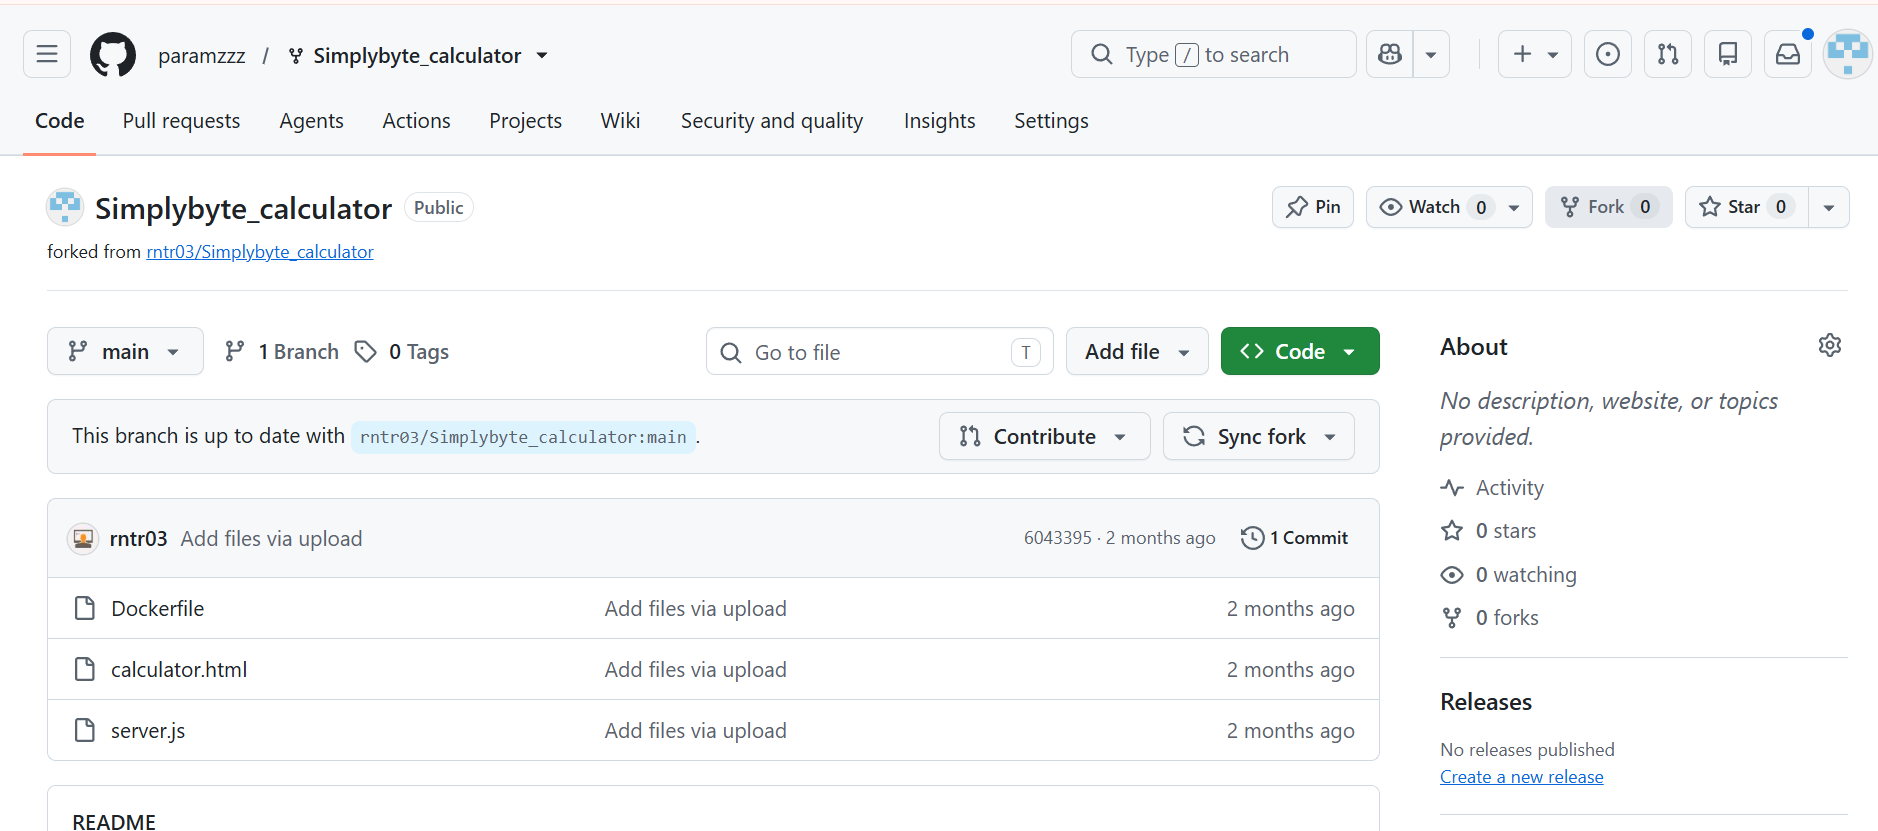 paramzzz / Simplybyte_calculator
Type / to search
Code Pull requests Agents Actions Projects Wiki Security and quality Insights Settings
Simplybyte_calculator Public
Pin Watch 0 Fork 0 Star 0
forked from rntr03/Simplybyte_calculator
main 1 Branch 0 Tags
Go to file T Add file Code
This branch is up to date with rntr03/Simplybyte_calculator:main .
Contribute Sync fork
rntr03 Add files via upload 6043395 · 2 months ago 1 Commit
Dockerfile Add files via upload 2 months ago
calculator.html Add files via upload 2 months ago
server.js Add files via upload 2 months ago
README
About
No description, website, or topics
provided.
Activity
0 stars
0 watching
0 forks
Releases
No releases published
Create a new release